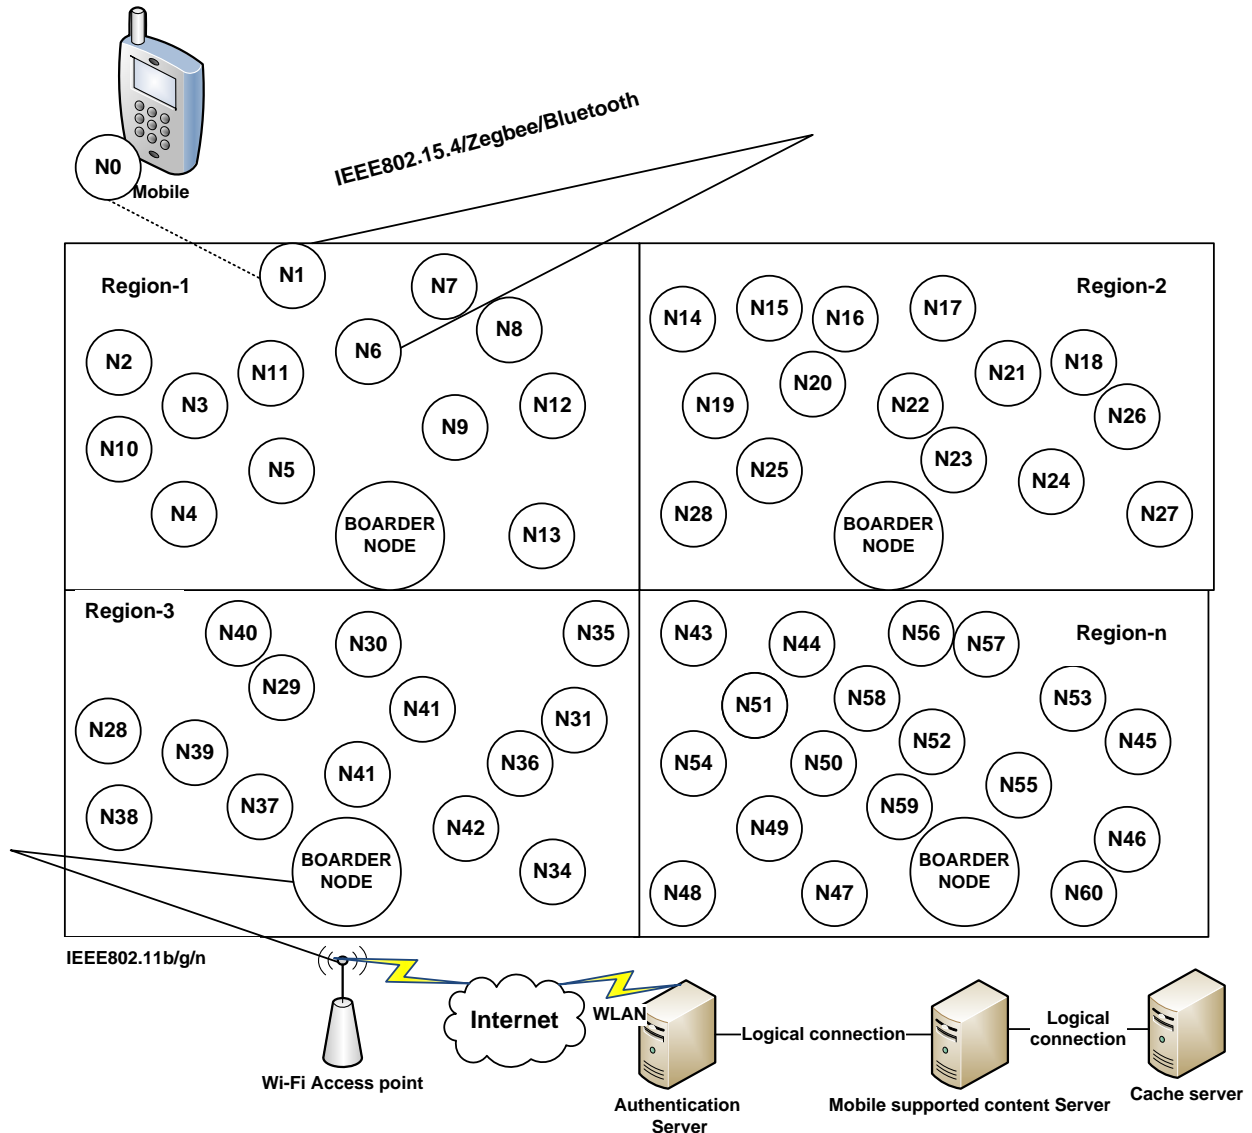 N0
Mobile
IEEE802.15.4/Zegbee/Bluetooth
Region-1
N1
N7
N8
N6
N2
N11
N3
N12
N9
N10
N5
N4
BOARDER
NODE
N13
Region-2
N14
N15
N16
N17
N18
N21
N20
N19
N22
N26
N23
N25
N24
N28
BOARDER
NODE
N27
Region-3
N40
N30
N35
N29
N41
N31
N28
N39
N36
N41
N37
N38
N42
BOARDER
NODE
N34
Region-n
N43
N44
N56
N57
N51
N58
N53
N52
N45
N54
N50
N55
N59
N49
N46
BOARDER
NODE
N48
N47
N60
IEEE802.11b/g/n
Wi-Fi Access point
Internet
WLAN
Logical connection
Logical
connection
Authentication
Server
Mobile supported content Server
Cache server